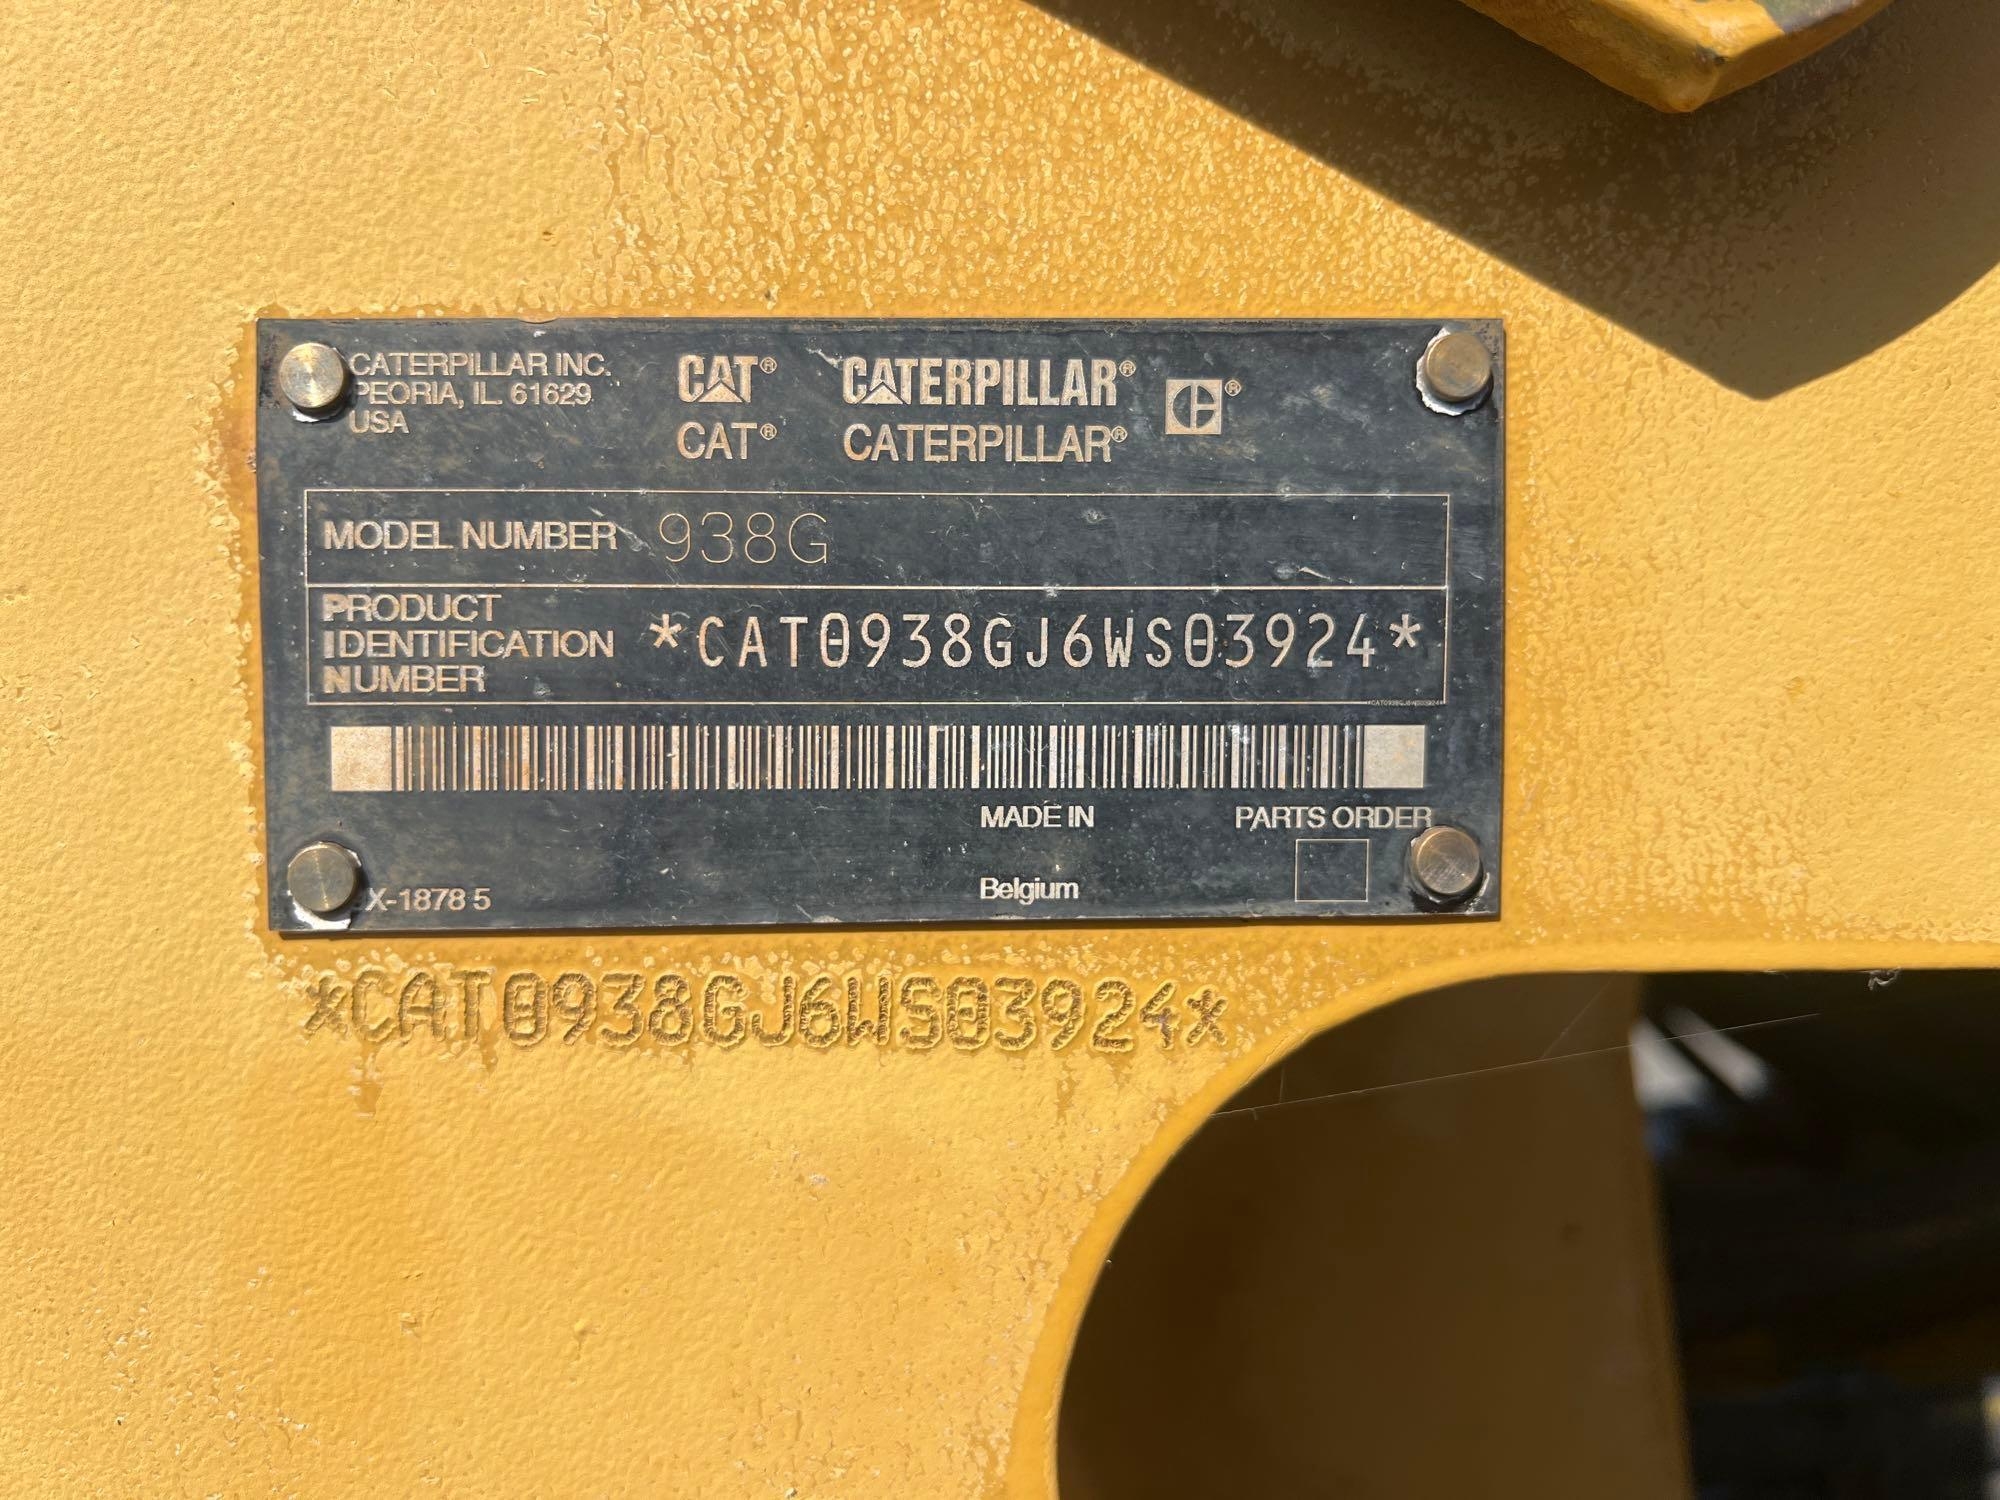 CATERPILLAR INC.
PEORIA, IL. 61629
USA
CAT® CATERPILLAR® ®
CAT® CATERPILLAR®
MODEL NUMBER 938G
PRODUCT
IDENTIFICATION
NUMBER
*CAT0938GJ6WS03924*
*CAT0938GJ6WS03924*
MADE IN
PARTS ORDER
X-1878 5
Belgium
*CAT0938GJ6WS03924*